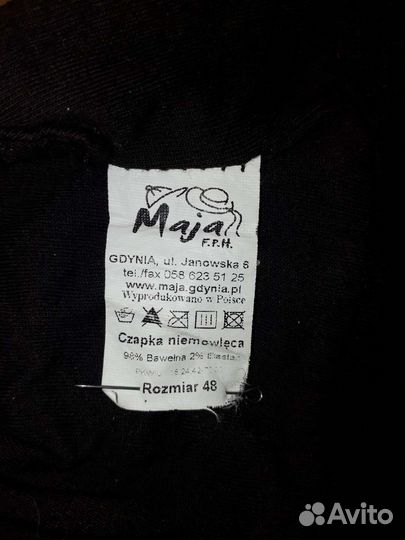 Maja
F.P.H.
GDYNIA, ul. Janowska 6
tel./fax 058 623 51 25
www.maja.gdynia.pl
Wyprodukowano w Polsce
Czapka niemowlęca
98% Bawełna 2%
Rozmiar 48
Avito